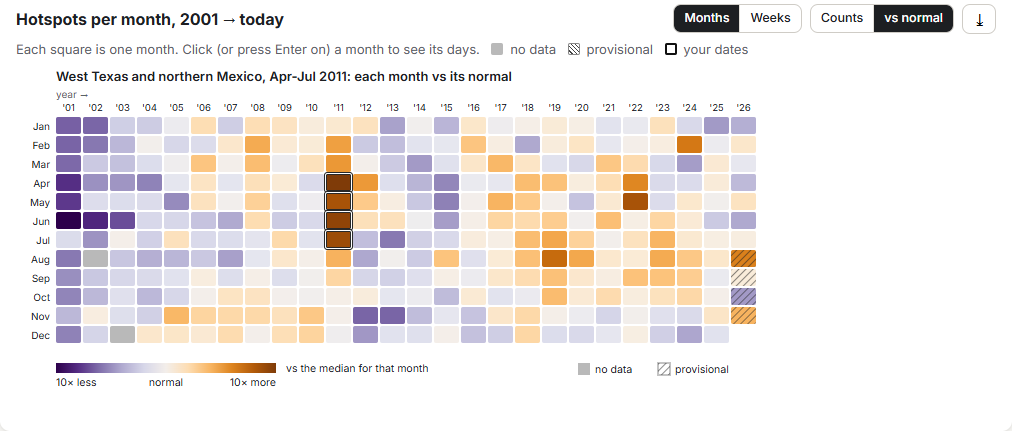 Hotspots per month, 2001 → today
Months Weeks Counts vs normal
Each square is one month. Click (or press Enter on) a month to see its days. no data provisional your dates
West Texas and northern Mexico, Apr-Jul 2011: each month vs its normal
year →
'01 '02 '03 '04 '05 '06 '07 '08 '09 '10 '11 '12 '13 '14 '15 '16 '17 '18 '19 '20 '21 '22 '23 '24 '25 '26
Jan
Feb
Mar
Apr
May
Jun
Jul
Aug
Sep
Oct
Nov
Dec
vs the median for that month no data provisional
10× less normal 10× more